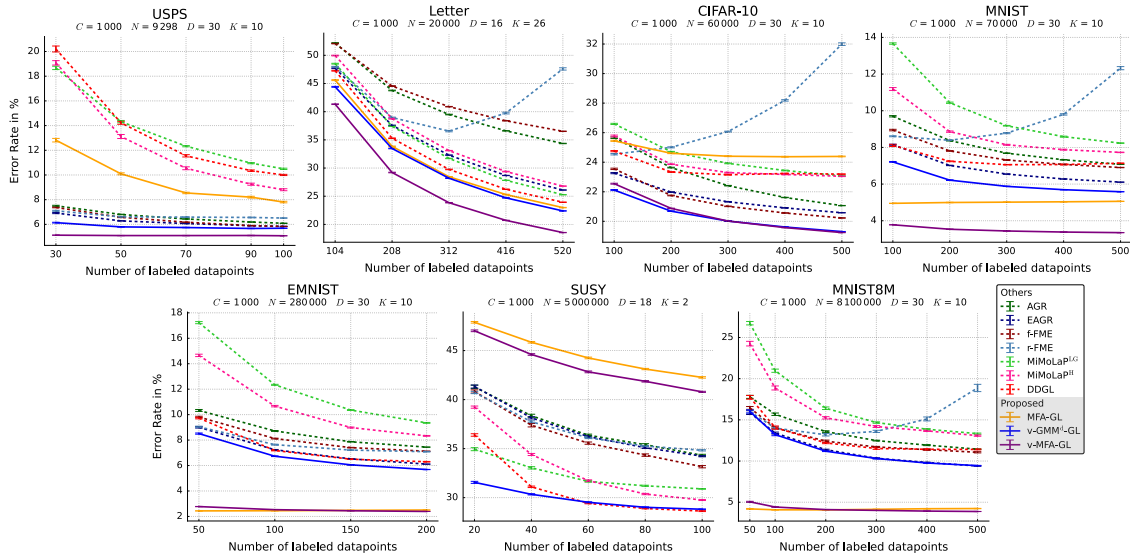 USPS
C = 1 000 N = 9 298 D = 30 K = 10
Error Rate in %
20
18
16
14
12
10
8
6
30 50 70 90 100
Number of labeled datapoints
Letter
C = 1 000 N = 20 000 D = 16 K = 26
50
45
40
35
30
25
20
104 208 312 416 520
Number of labeled datapoints
CIFAR-10
C = 1 000 N = 60 000 D = 30 K = 10
32
30
28
26
24
22
20
100 200 300 400 500
Number of labeled datapoints
MNIST
C = 1 000 N = 70 000 D = 30 K = 10
14
12
10
8
6
4
100 200 300 400 500
Number of labeled datapoints
EMNIST
C = 1 000 N = 280 000 D = 30 K = 10
Error Rate in %
18
16
14
12
10
8
6
4
2
50 100 150 200
Number of labeled datapoints
SUSY
C = 1 000 N = 5 000 000 D = 18 K = 2
45
40
35
30
20 40 60 80 100
Number of labeled datapoints
MNIST8M
C = 1 000 N = 8 100 000 D = 30 K = 10
25
20
15
10
5
50 100 200 300 400 500
Number of labeled datapoints
Others
AGR
EAGR
f-FME
r-FME
MiMoLaP^LG
MiMoLaP^H
DDGL
Proposed
MFA-GL
v-GMM^d-GL
v-MFA-GL